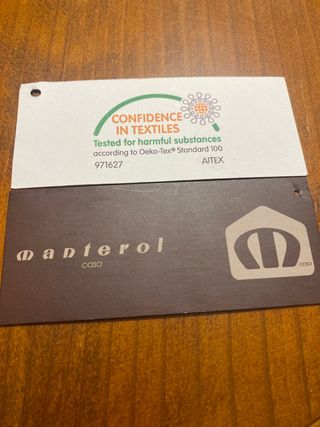 CONFIDENCE
IN TEXTILES
Tested for harmful substances
according to Oeko-Tex® Standard 100
971627 AITEX
manterol
casa
m
casa